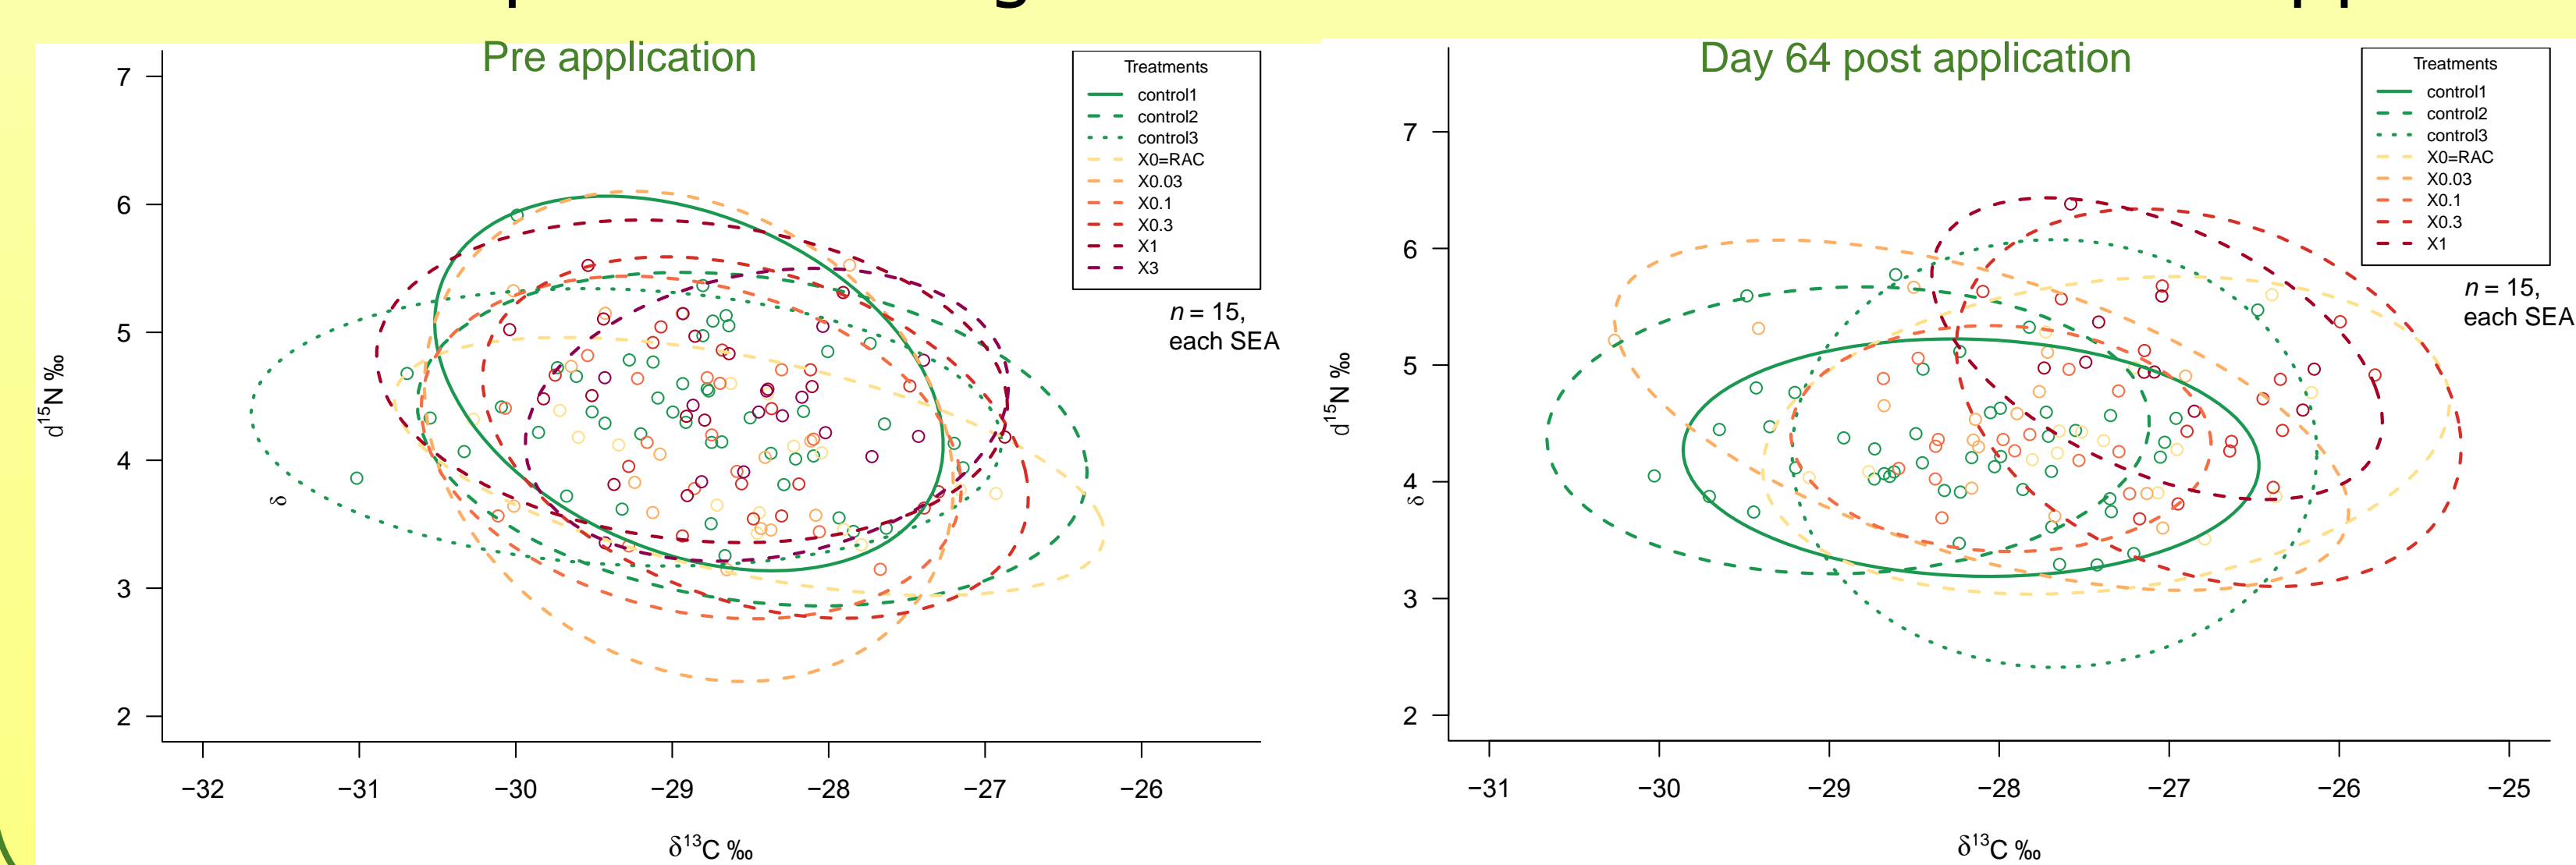 Pre application
7
6
5
4
3
2
d15N ‰
δ
−32 −31 −30 −29 −28 −27 −26
δ13C ‰
Treatments
control1
control2
control3
X0=RAC
X0.03
X0.1
X0.3
X1
X3
n = 15,
each SEA
Day 64 post application
7
6
5
4
3
2
d15N ‰
δ
−31 −30 −29 −28 −27 −26 −25
δ13C ‰
Treatments
control1
control2
control3
X0=RAC
X0.03
X0.1
X0.3
X1
n = 15,
each SEA